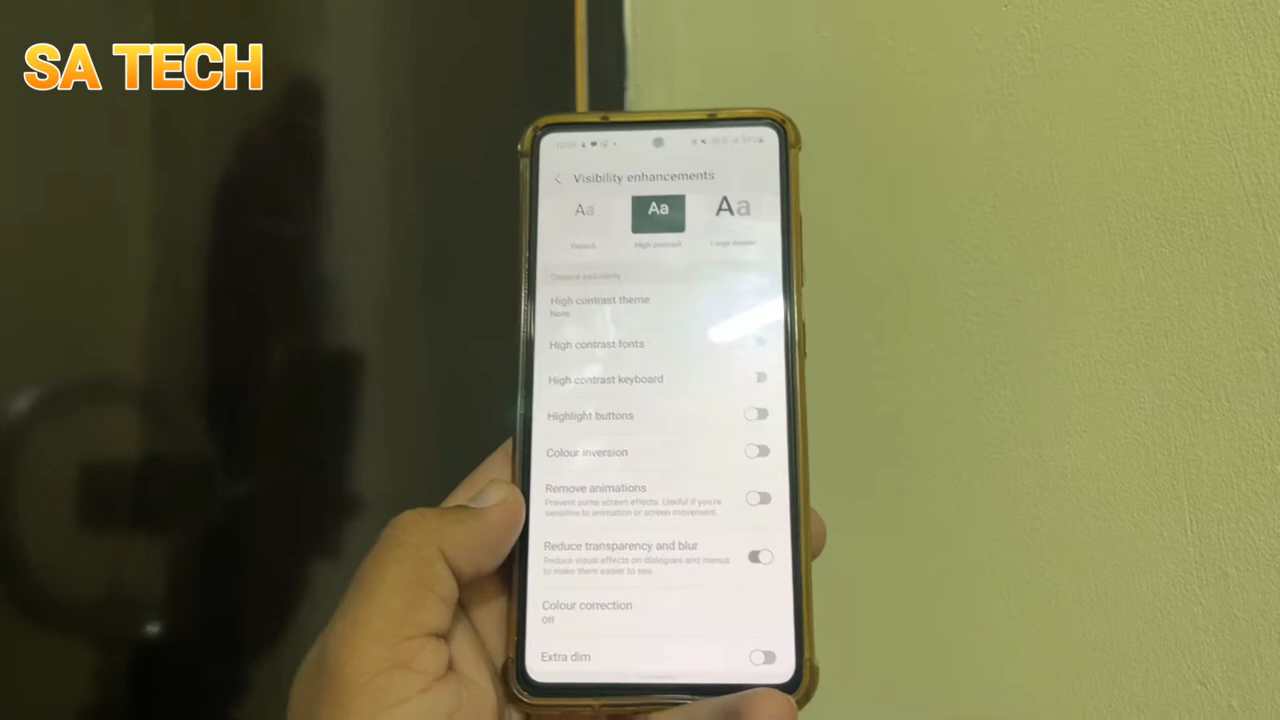 SA TECH
Visibility enhancements
Aa Aa Aa
High contrast
High contrast theme
None
High contrast fonts
High contrast keyboard
Highlight buttons
Colour inversion
Remove animations
Prevent some screen effects. Useful if you're
sensitive to animation or screen movement.
Reduce transparency and blur
Reduce visual effects on dialogues and menus
to make them easier to see.
Colour correction
Off
Extra dim